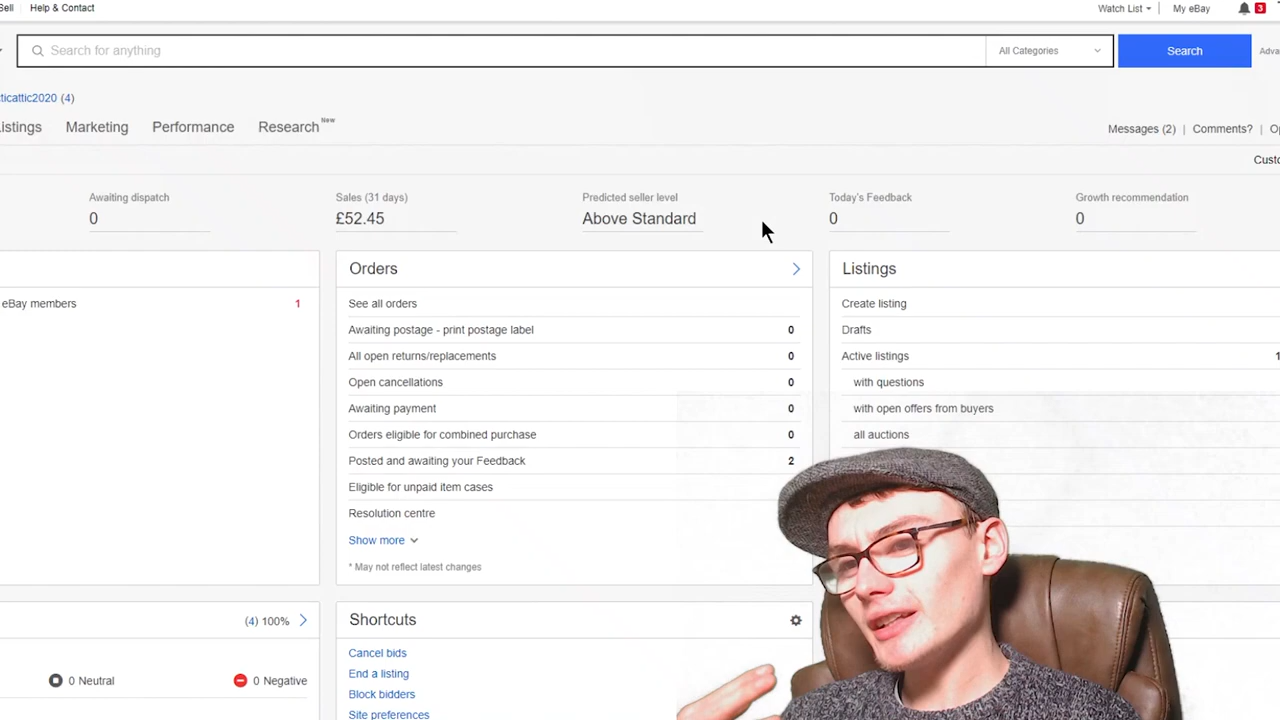 Sell Help & Contact Watch List My eBay 3
Search for anything All Categories Search Adva
ticattic2020 (4)
istings Marketing Performance Research New Messages (2) Comments? Op
Custo
Awaiting dispatch Sales (31 days) Predicted seller level Today's Feedback Growth recommendation
0 £52.45 Above Standard 0 0
Orders
Listings
eBay members 1
See all orders
Awaiting postage - print postage label 0
All open returns/replacements 0
Open cancellations 0
Awaiting payment 0
Orders eligible for combined purchase 0
Posted and awaiting your Feedback 2
Eligible for unpaid item cases
Resolution centre
Show more
* May not reflect latest changes
Create listing
Drafts
Active listings 1
with questions
with open offers from buyers
all auctions
(4) 100%
0 Neutral 0 Negative
Shortcuts
Cancel bids
End a listing
Block bidders
Site preferences